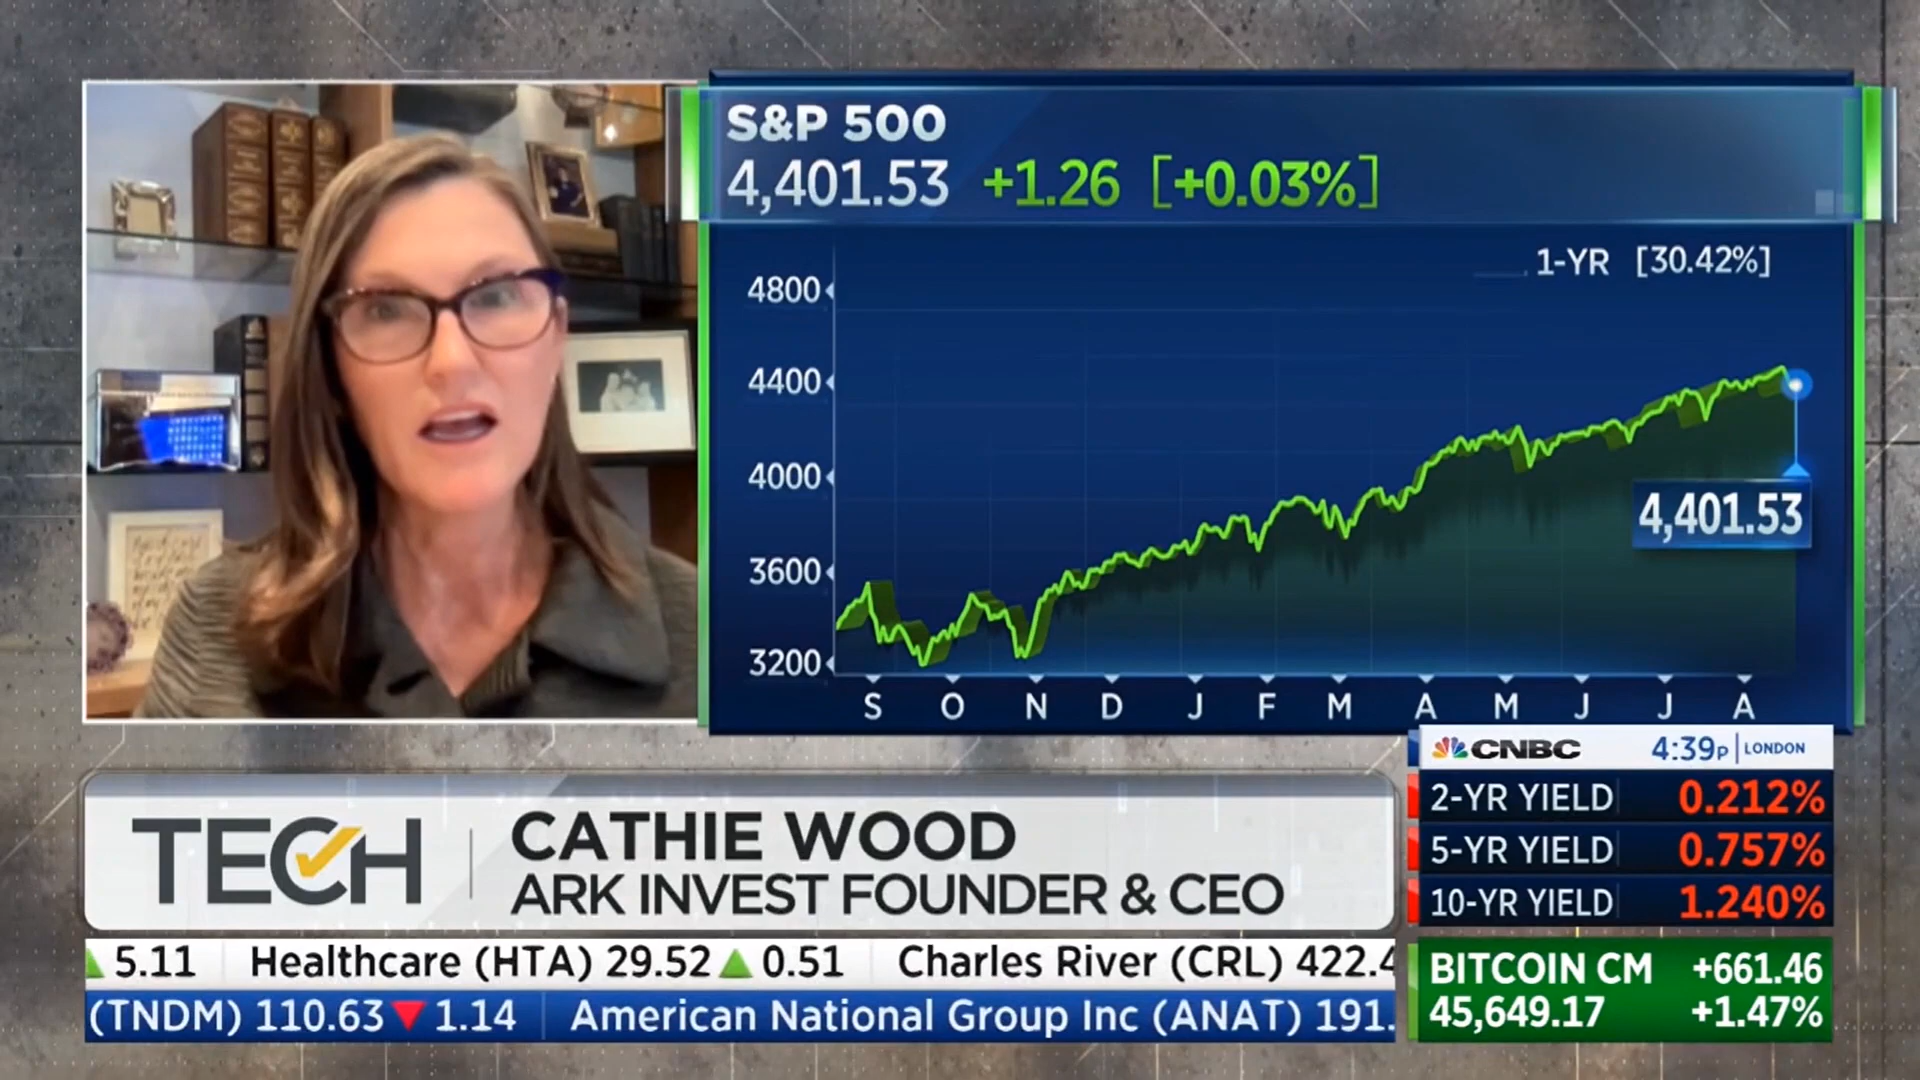 S&P 500
4,401.53 +1.26 [+0.03%]
1-YR [30.42%]
4800
4400
4000
3600
3200
4,401.53
S O N D J F M A M J J A
CNBC 4:39P LONDON
2-YR YIELD 0.212%
5-YR YIELD 0.757%
10-YR YIELD 1.240%
BITCOIN CM +661.46
45,649.17 +1.47%
TECH
CATHIE WOOD
ARK INVEST FOUNDER & CEO
5.11 Healthcare (HTA) 29.52 ▲ 0.51 Charles River (CRL) 422.4
(TNDM) 110.63 ▼ 1.14 American National Group Inc (ANAT) 191.